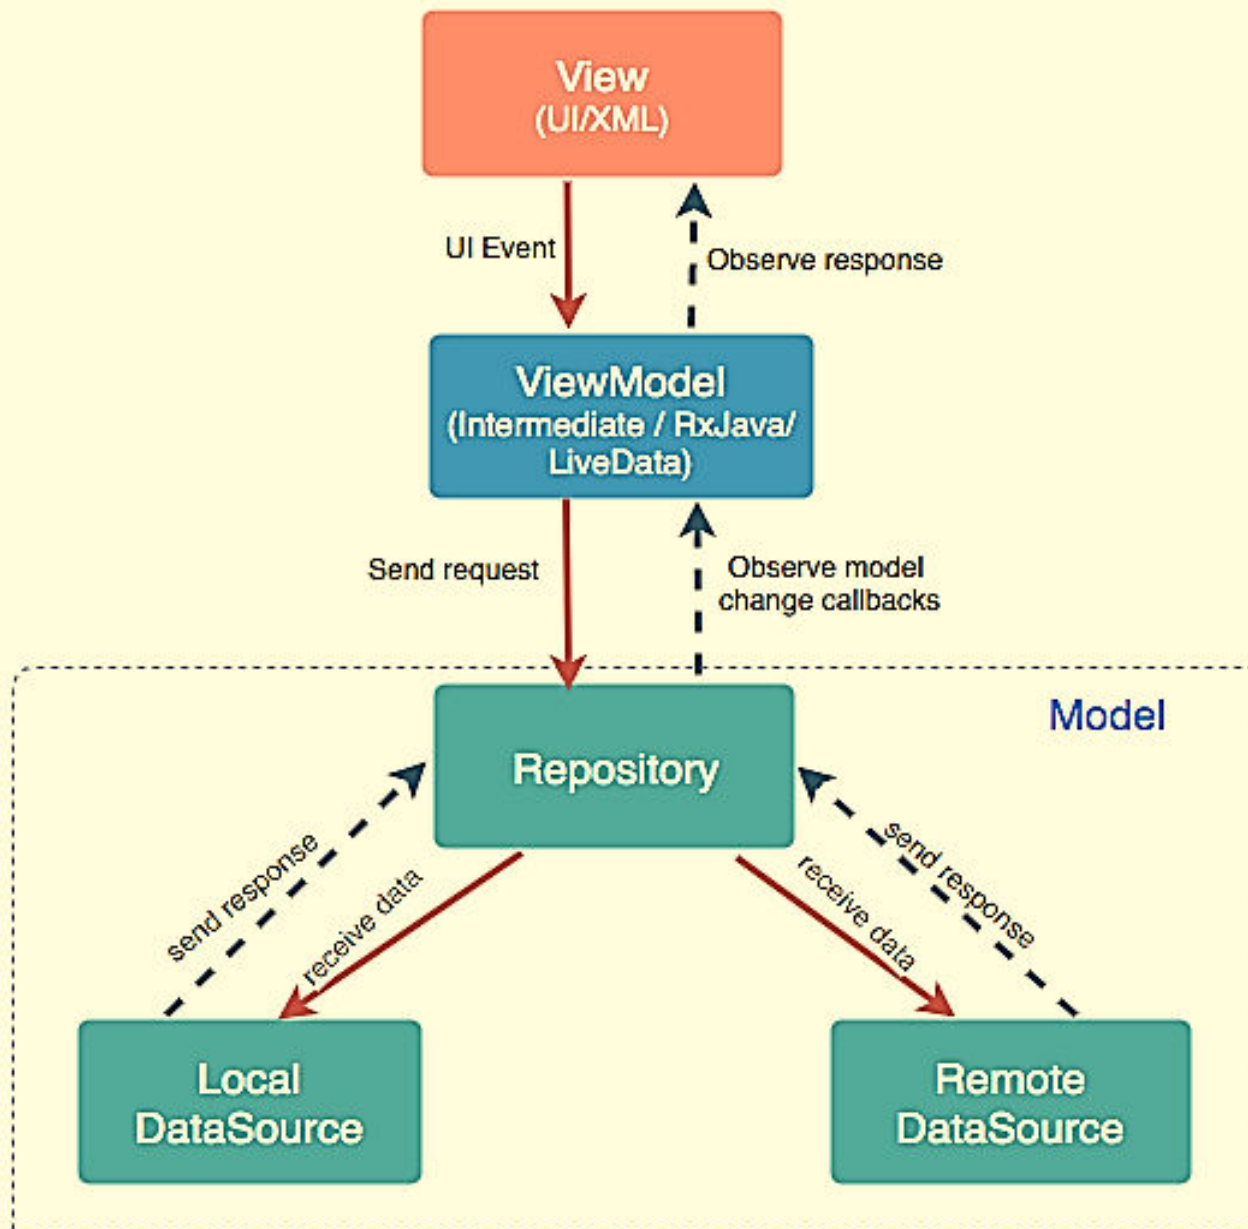 View
(UI/XML)
UI Event
Observe response
ViewModel
(Intermediate / RxJava/
LiveData)
Send request
Observe model
change callbacks
Model
Repository
send response
receive data
receive data
send response
Local
DataSource
Remote
DataSource